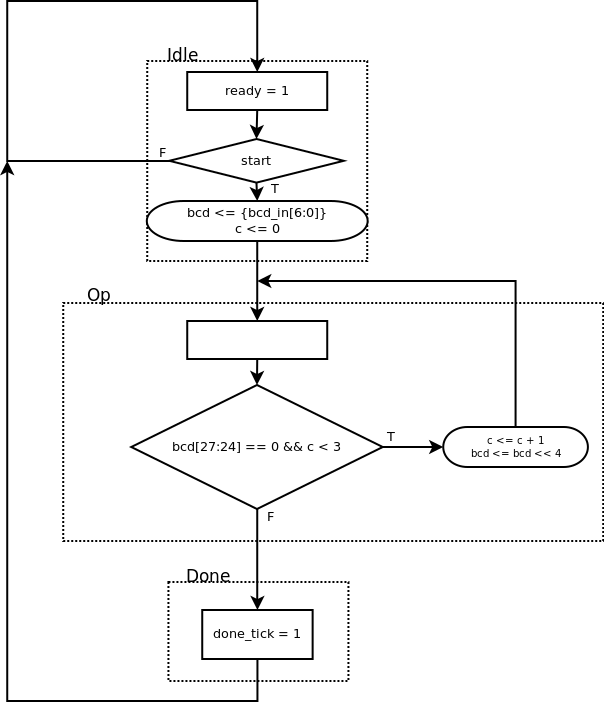 Idle
ready = 1
F
start
T
bcd <= {bcd_in[6:0]}
c <= 0
Op
bcd[27:24] == 0 && c < 3
T
c <= c + 1
bcd <= bcd << 4
F
Done
done_tick = 1